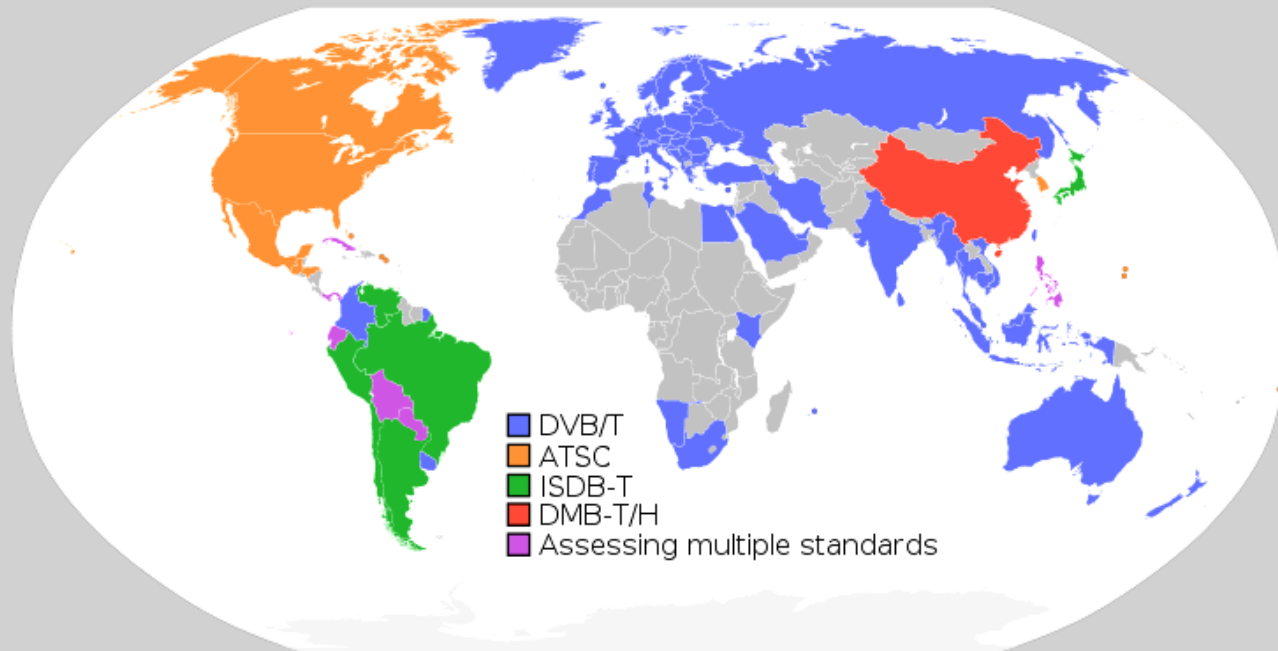 DVB/T
ATSC
ISDB-T
DMB-T/H
Assessing multiple standards